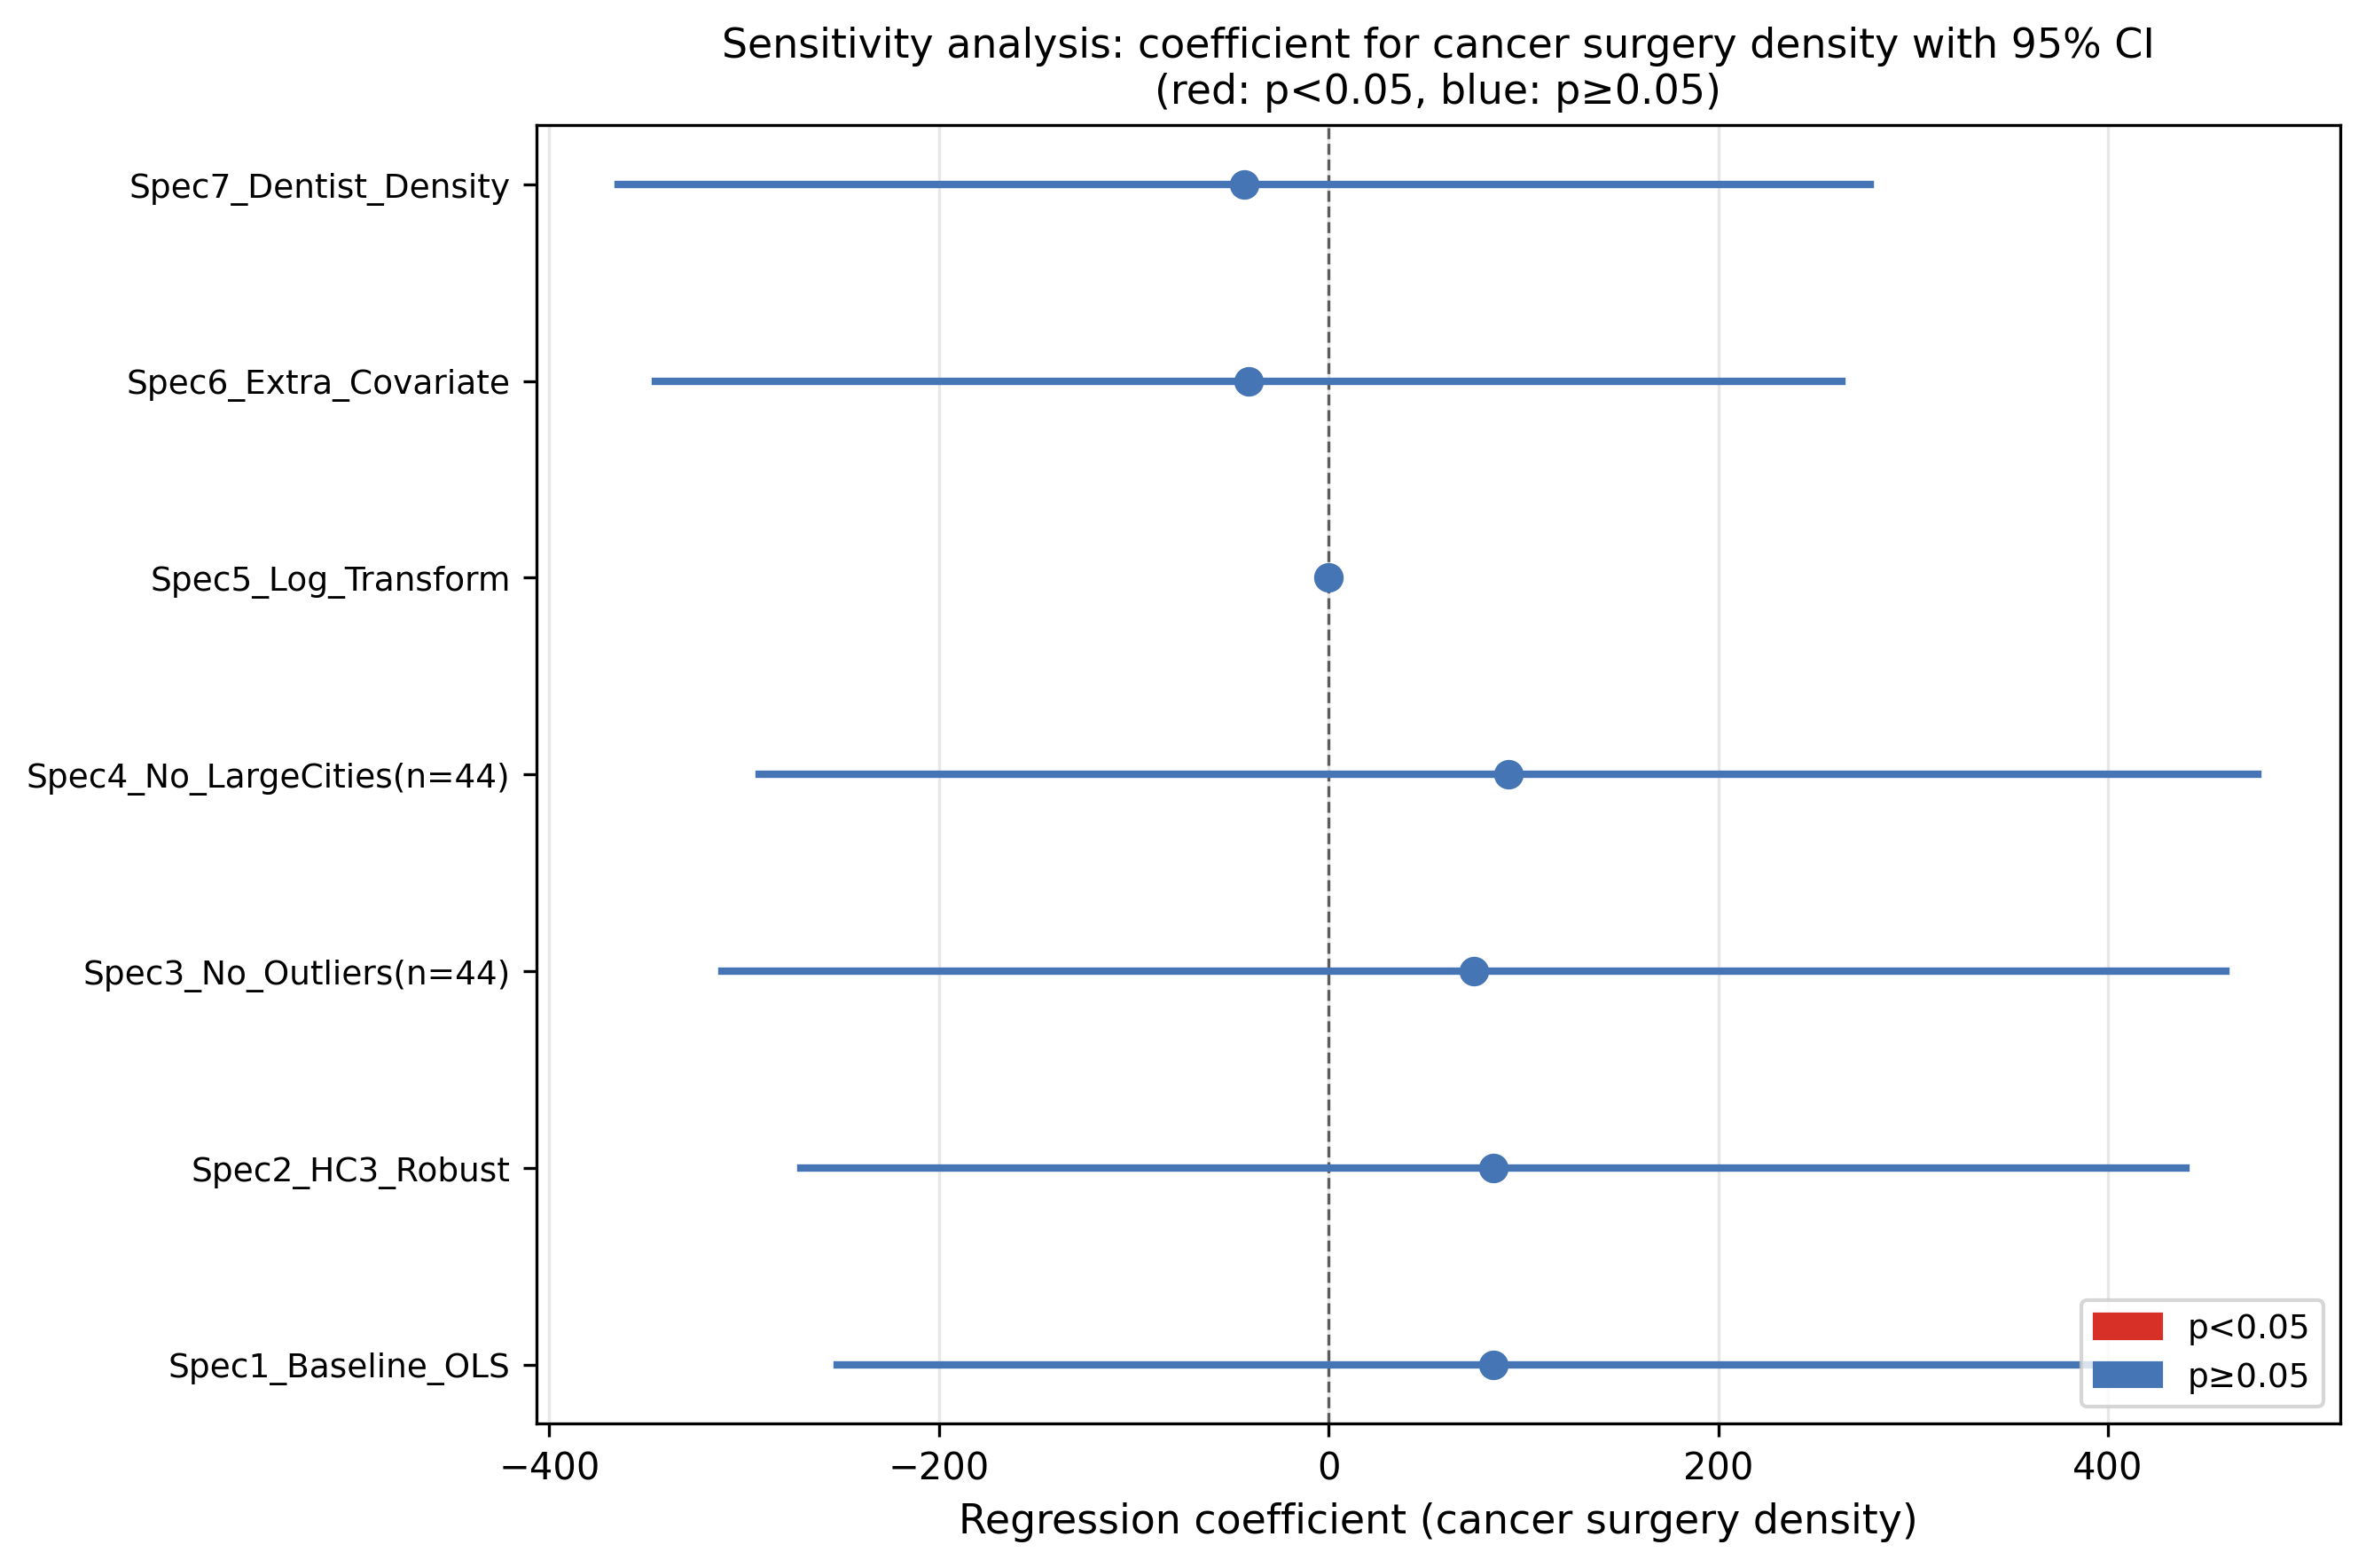 Sensitivity analysis: coefficient for cancer surgery density with 95% CI
(red: p<0.05, blue: p≥0.05)
Spec7_Dentist_Density
Spec6_Extra_Covariate
Spec5_Log_Transform
Spec4_No_LargeCities(n=44)
Spec3_No_Outliers(n=44)
Spec2_HC3_Robust
Spec1_Baseline_OLS
p<0.05
p≥0.05
−400 −200 0 200 400
Regression coefficient (cancer surgery density)